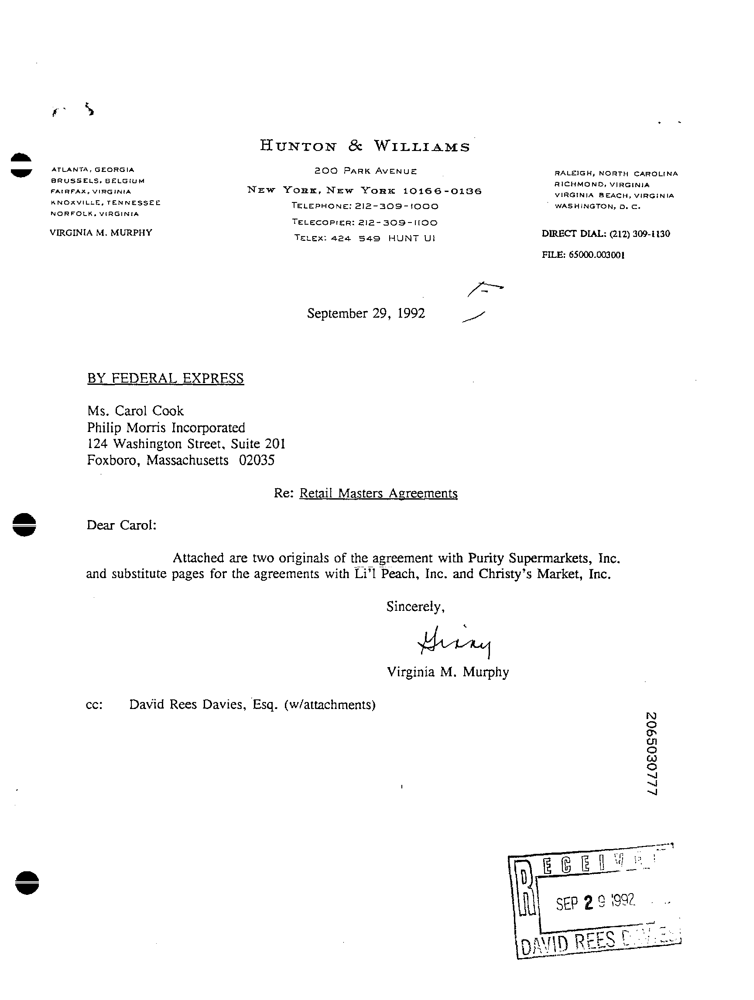 HUNTON & WILLIAMS
ATLANTA, GEORGIA
BRUSSELS, BELGIUM
FAIRFAX, VIRGINIA
KNOXVILLE, TENNESSEE
NORFOLK, VIRGINIA
VIRGINIA M. MURPHY
200 PARK AVENUE
NEW YORK, NEW YORK 10166-0136
TELEPHONE: 212-309-1000
TELECOPIER: 212-309-1100
TELEX: 424 549 HUNT UI
RALEIGH, NORTH CAROLINA
RICHMOND, VIRGINIA
VIRGINIA BEACH, VIRGINIA
WASHINGTON, D. C.
DIRECT DIAL: (212) 309-1130
FILE: 65000.003001
September 29, 1992
BY FEDERAL EXPRESS
Ms. Carol Cook
Philip Morris Incorporated
124 Washington Street, Suite 201
Foxboro, Massachusetts 02035
Re: Retail Masters Agreements
Dear Carol:
Attached are two originals of the agreement with Purity Supermarkets, Inc.
and substitute pages for the agreements with Li'l Peach, Inc. and Christy's Market, Inc.
Sincerely,
Ginny
Virginia M. Murphy
cc: David Rees Davies, Esq. (w/attachments)
2065030777
RECEIVED
SEP 29 1992
DAVID REES DAVIES